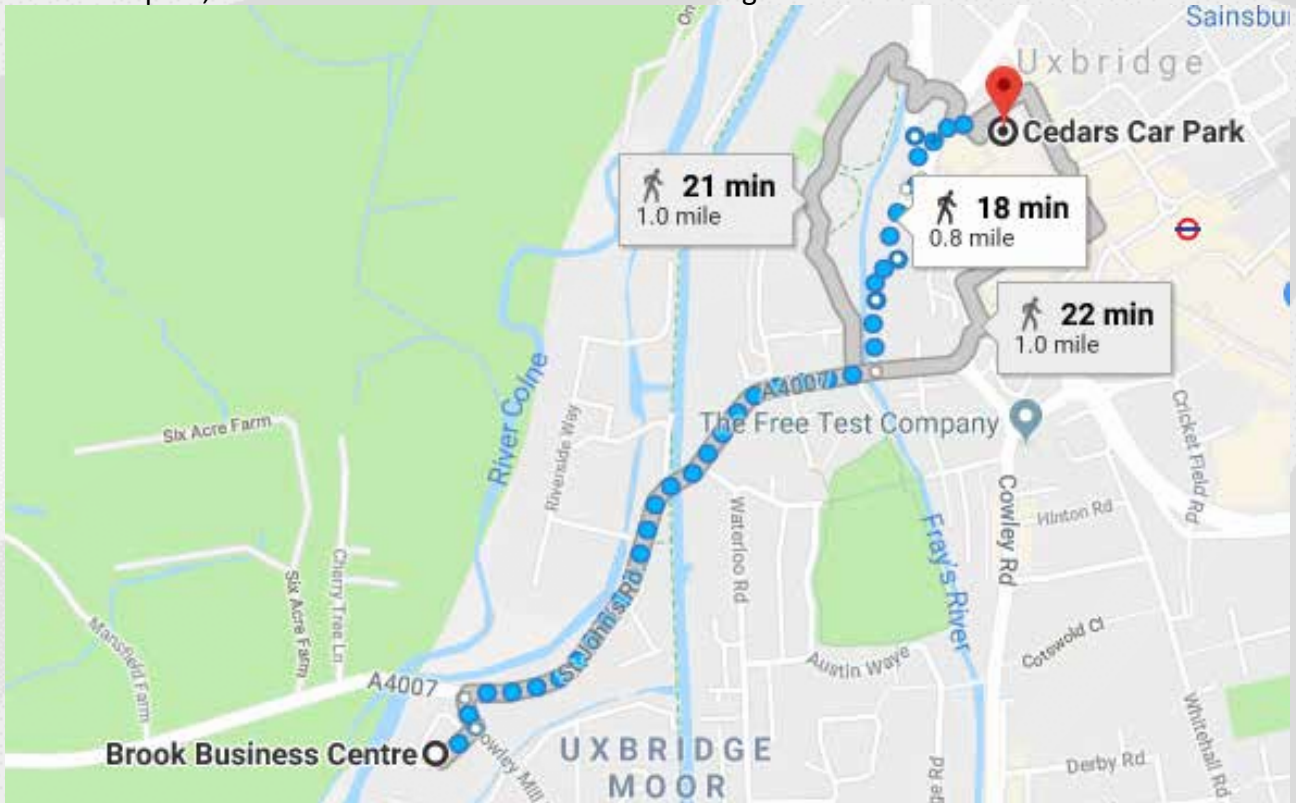 Sainsbu
Uxbridge
Cedars Car Park
21 min
1.0 mile
18 min
0.8 mile
22 min
1.0 mile
A4007
The Free Test Company
River Colne
Riverside Way
Six Acre Farm
Cricket Field Rd
Cowley Rd
Hinton Rd
Waterloo Rd
Fray's River
Six Acre Farm
Cherry Tree Ln
St John's Rd
Mansfield Farm
Cotswold Cl
Austin Waye
A4007
Whitehall Rd
Brook Business Centre
owley Mill
UXBRIDGE
MOOR
Derby Rd